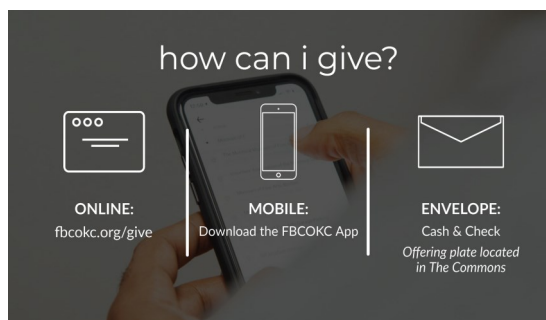 how can i give?
ONLINE:
fbcokc.org/give
MOBILE:
Download the FBCOKC App
ENVELOPE:
Cash & Check
Offering plate located
in The Commons